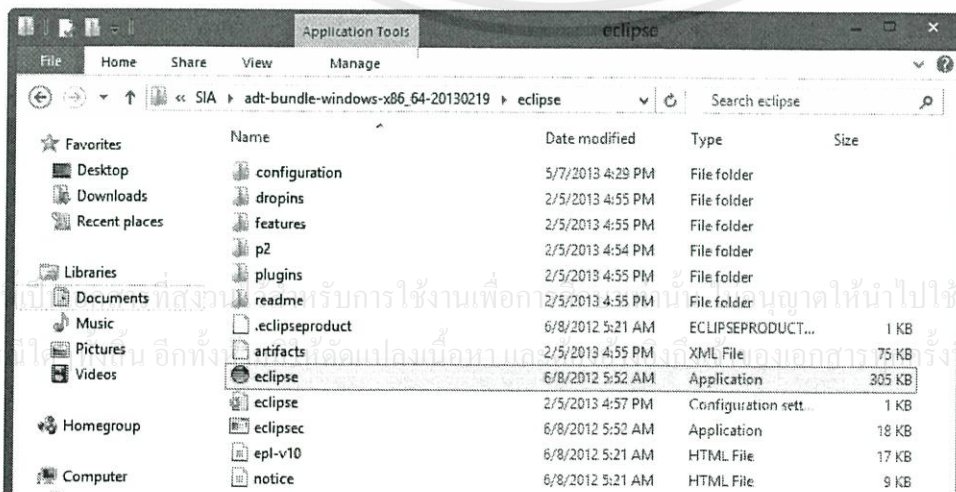 Application Tools
eclipse
File Home Share View Manage
« SIA ▸ adt-bundle-windows-x86_64-20130219 ▸ eclipse
Search eclipse
Name Date modified Type Size
Favorites
Desktop
Downloads
Recent places
Libraries
Documents
Music
Pictures
Videos
Homegroup
Computer
configuration 5/7/2013 4:29 PM File folder
dropins 2/5/2013 4:55 PM File folder
features 2/5/2013 4:55 PM File folder
p2 2/5/2013 4:54 PM File folder
plugins 2/5/2013 4:55 PM File folder
readme 2/5/2013 4:55 PM File folder
.eclipseproduct 6/8/2012 5:21 AM ECLIPSEPRODUCT... 1 KB
artifacts 2/5/2013 4:55 PM XML File 75 KB
eclipse 6/8/2012 5:52 AM Application 305 KB
eclipse 2/5/2013 4:57 PM Configuration sett... 1 KB
eclipsec 6/8/2012 5:52 AM Application 18 KB
epl-v10 6/8/2012 5:21 AM HTML File 17 KB
notice 6/8/2012 5:21 AM HTML File 9 KB